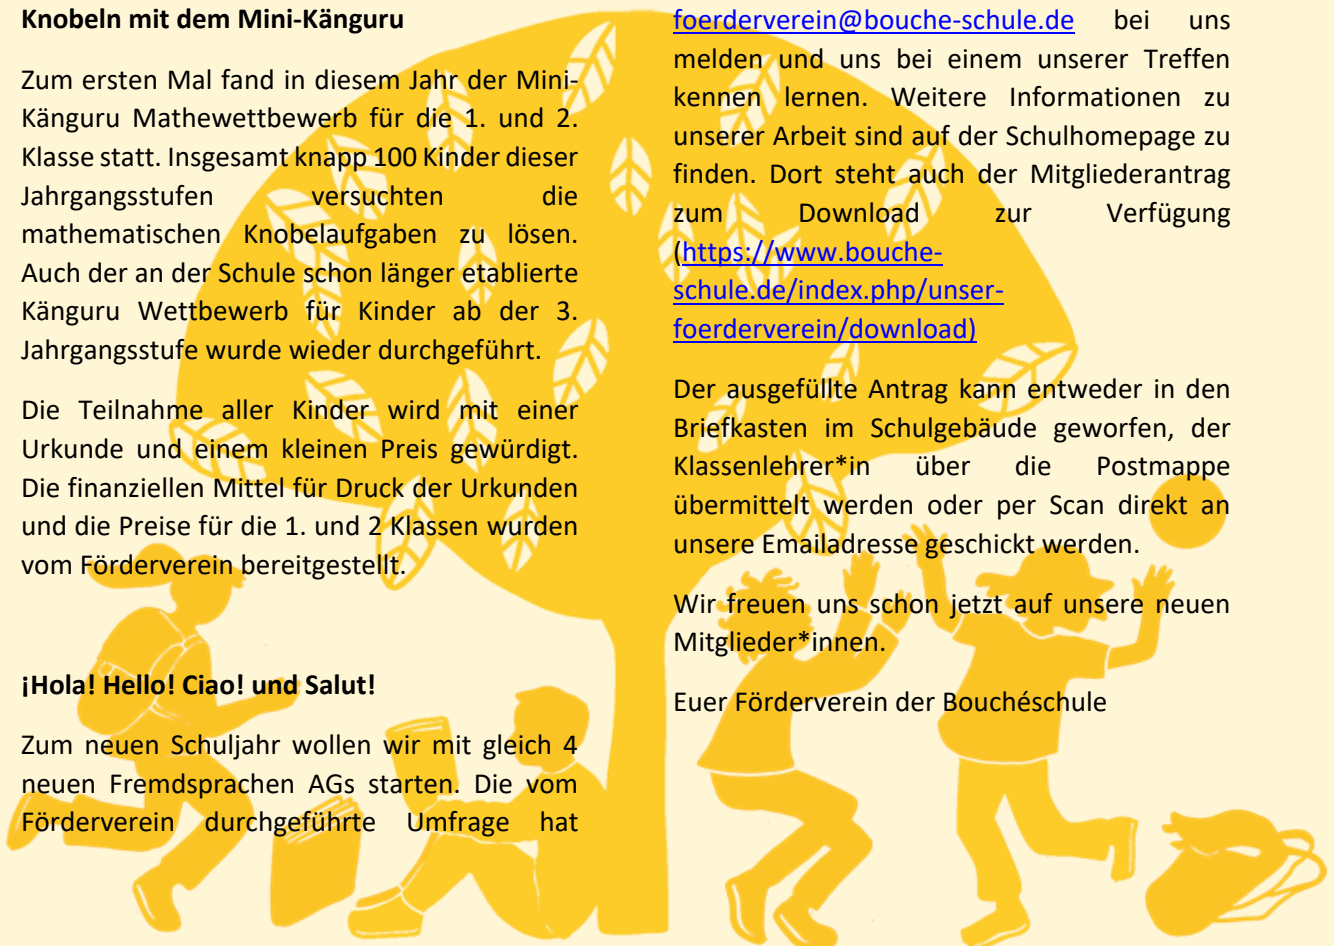 Knobeln mit dem Mini-Känguru
Zum ersten Mal fand in diesem Jahr der Mini-
Känguru Mathewettbewerb für die 1. und 2.
Klasse statt. Insgesamt knapp 100 Kinder dieser
Jahrgangsstufen versuchten die
mathematischen Knobelaufgaben zu lösen.
Auch der an der Schule schon länger etablierte
Känguru Wettbewerb für Kinder ab der 3.
Jahrgangsstufe wurde wieder durchgeführt.
Die Teilnahme aller Kinder wird mit einer
Urkunde und einem kleinen Preis gewürdigt.
Die finanziellen Mittel für Druck der Urkunden
und die Preise für die 1. und 2 Klassen wurden
vom Förderverein bereitgestellt.
¡Hola! Hello! Ciao! und Salut!
Zum neuen Schuljahr wollen wir mit gleich 4
neuen Fremdsprachen AGs starten. Die vom
Förderverein durchgeführte Umfrage hat
foerderverein@bouche-schule.de bei uns
melden und uns bei einem unserer Treffen
kennen lernen. Weitere Informationen zu
unserer Arbeit sind auf der Schulhomepage zu
finden. Dort steht auch der Mitgliederantrag
zum Download zur Verfügung
(https://www.bouche-
schule.de/index.php/unser-
foerderverein/download)
Der ausgefüllte Antrag kann entweder in den
Briefkasten im Schulgebäude geworfen, der
Klassenlehrer*in über die Postmappe
übermittelt werden oder per Scan direkt an
unsere Emailadresse geschickt werden.
Wir freuen uns schon jetzt auf unsere neuen
Mitglieder*innen.
Euer Förderverein der Bouchéschule